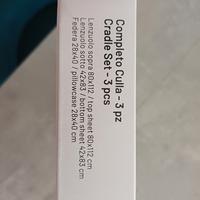 Completo Culla - 3 pz
Cradle Set - 3 pcs
Lenzuolo sopra 80x112 / top sheet 80x112 cm
Lenzuolo sotto 42x83 / bottom sheet 42x83 cm
Federa 28x40 / pillowcase 28x40 cm